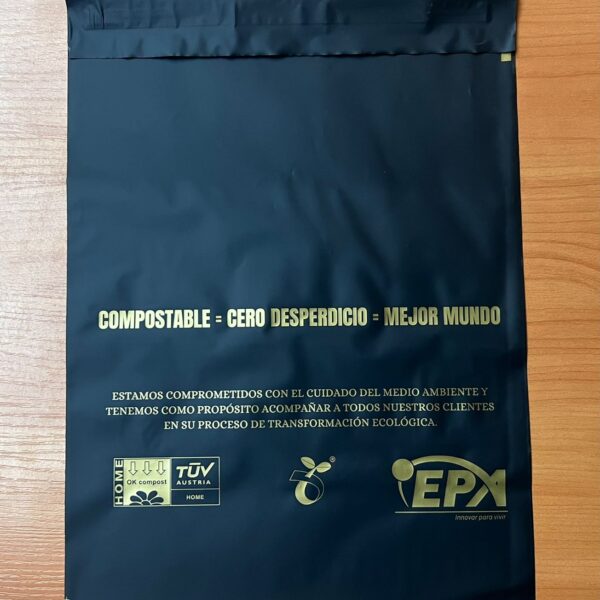 COMPOSTABLE = CERO DESPERDICIO = MEJOR MUNDO
ESTAMOS COMPROMETIDOS CON EL CUIDADO DEL MEDIO AMBIENTE Y
TENEMOS COMO PROPÓSITO ACOMPAÑAR A TODOS NUESTROS CLIENTES
EN SU PROCESO DE TRANSFORMACIÓN ECOLÓGICA.
HOME
OK compost
TÜV
AUSTRIA
HOME
®
EPA
Innovar para vivir